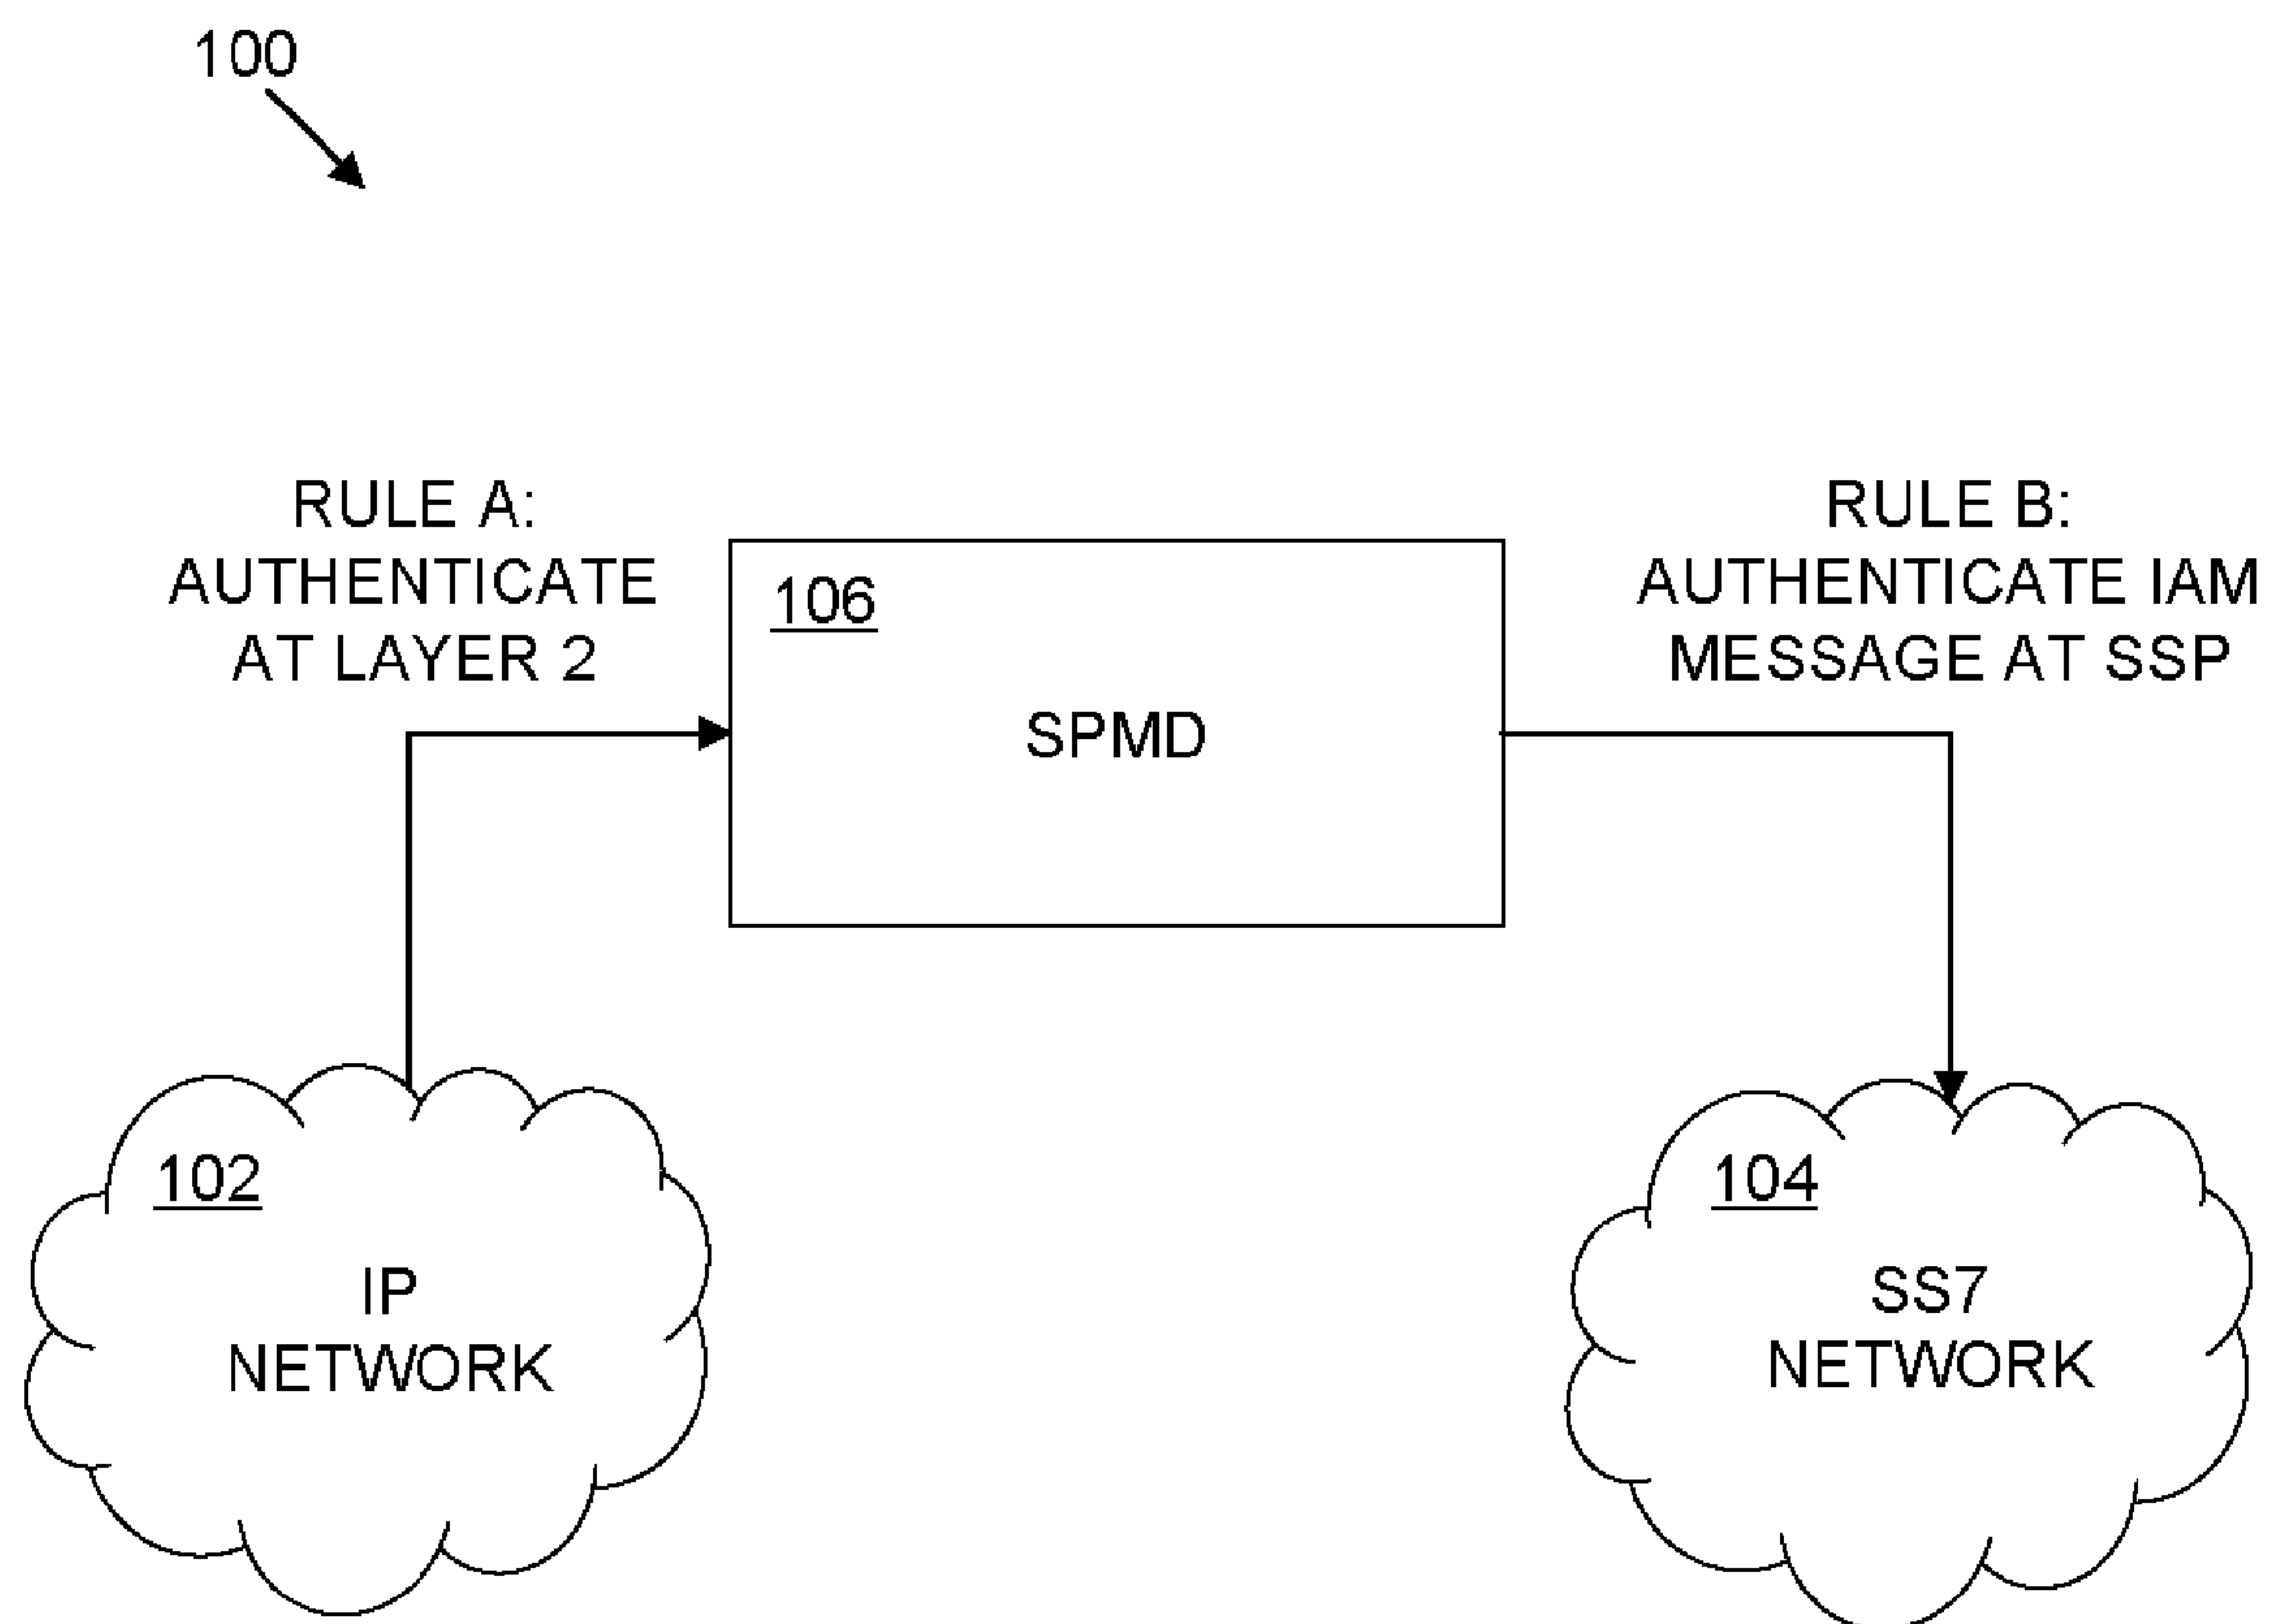 100
RULE A:
AUTHENTICATE
AT LAYER 2
RULE B:
AUTHENTICATE IAM
MESSAGE AT SSP
106
SPMD
102
IP
NETWORK
104
SS7
NETWORK